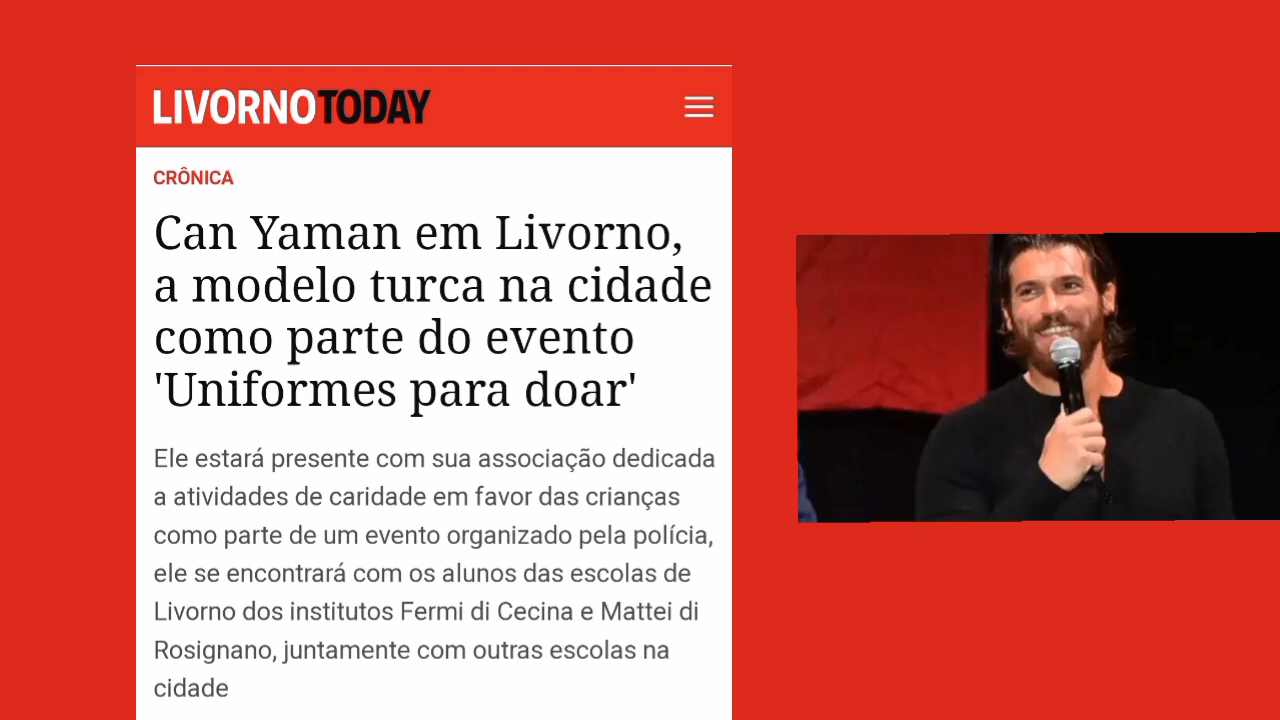 LIVORNOTODAY
CRÔNICA
Can Yaman em Livorno,
a modelo turca na cidade
como parte do evento
'Uniformes para doar'
Ele estará presente com sua associação dedicada
a atividades de caridade em favor das crianças
como parte de um evento organizado pela polícia,
ele se encontrará com os alunos das escolas de
Livorno dos institutos Fermi di Cecina e Mattei di
Rosignano, juntamente com outras escolas na
cidade